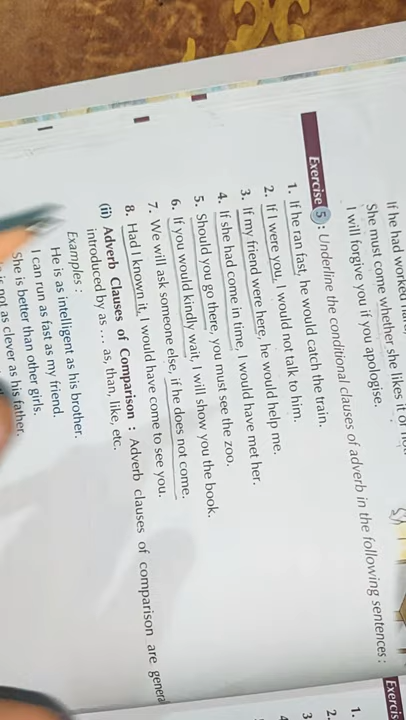 If he had worked
She must come whether she likes it or
I will forgive you if you apologise.
Exercise 5 : Underline the conditional clauses of adverb in the following sentences :
1. If he ran fast, he would catch the train.
2. If I were you, I would not talk to him.
3. If my friend were here, he would help me.
4. If she had come in time, I would have met her.
5. Should you go there, you must see the zoo.
6. If you would kindly wait, I will show you the book.
7. We will ask someone else, if he does not come.
8. Had I known it, I would have come to see you.
(ii) Adverb Clauses of Comparison : Adverb clauses of comparison are genera
introduced by as ... as, than, like, etc.
Examples :
He is as intelligent as his brother.
I can run as fast as my friend.
She is better than other girls.
as clever as his father.
Exercis
1.
2.
3
4